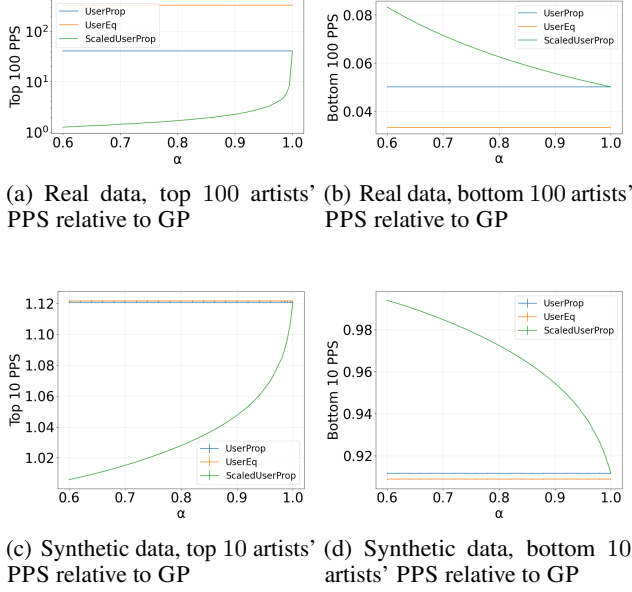 10²
10¹
10⁰
Top 100 PPS
UserProp
UserEq
ScaledUserProp
0.6 0.7 0.8 0.9 1.0
α
0.08
0.06
0.04
Bottom 100 PPS
UserProp
UserEq
ScaledUserProp
0.6 0.7 0.8 0.9 1.0
α
(a) Real data, top 100 artists'
PPS relative to GP
(b) Real data, bottom 100 artists'
PPS relative to GP
1.12
1.10
1.08
1.06
1.04
1.02
Top 10 PPS
UserProp
UserEq
ScaledUserProp
0.6 0.7 0.8 0.9 1.0
α
0.98
0.96
0.94
0.92
Bottom 10 PPS
UserProp
UserEq
ScaledUserProp
0.6 0.7 0.8 0.9 1.0
α
(c) Synthetic data, top 10 artists'
PPS relative to GP
(d) Synthetic data, bottom 10
artists' PPS relative to GP